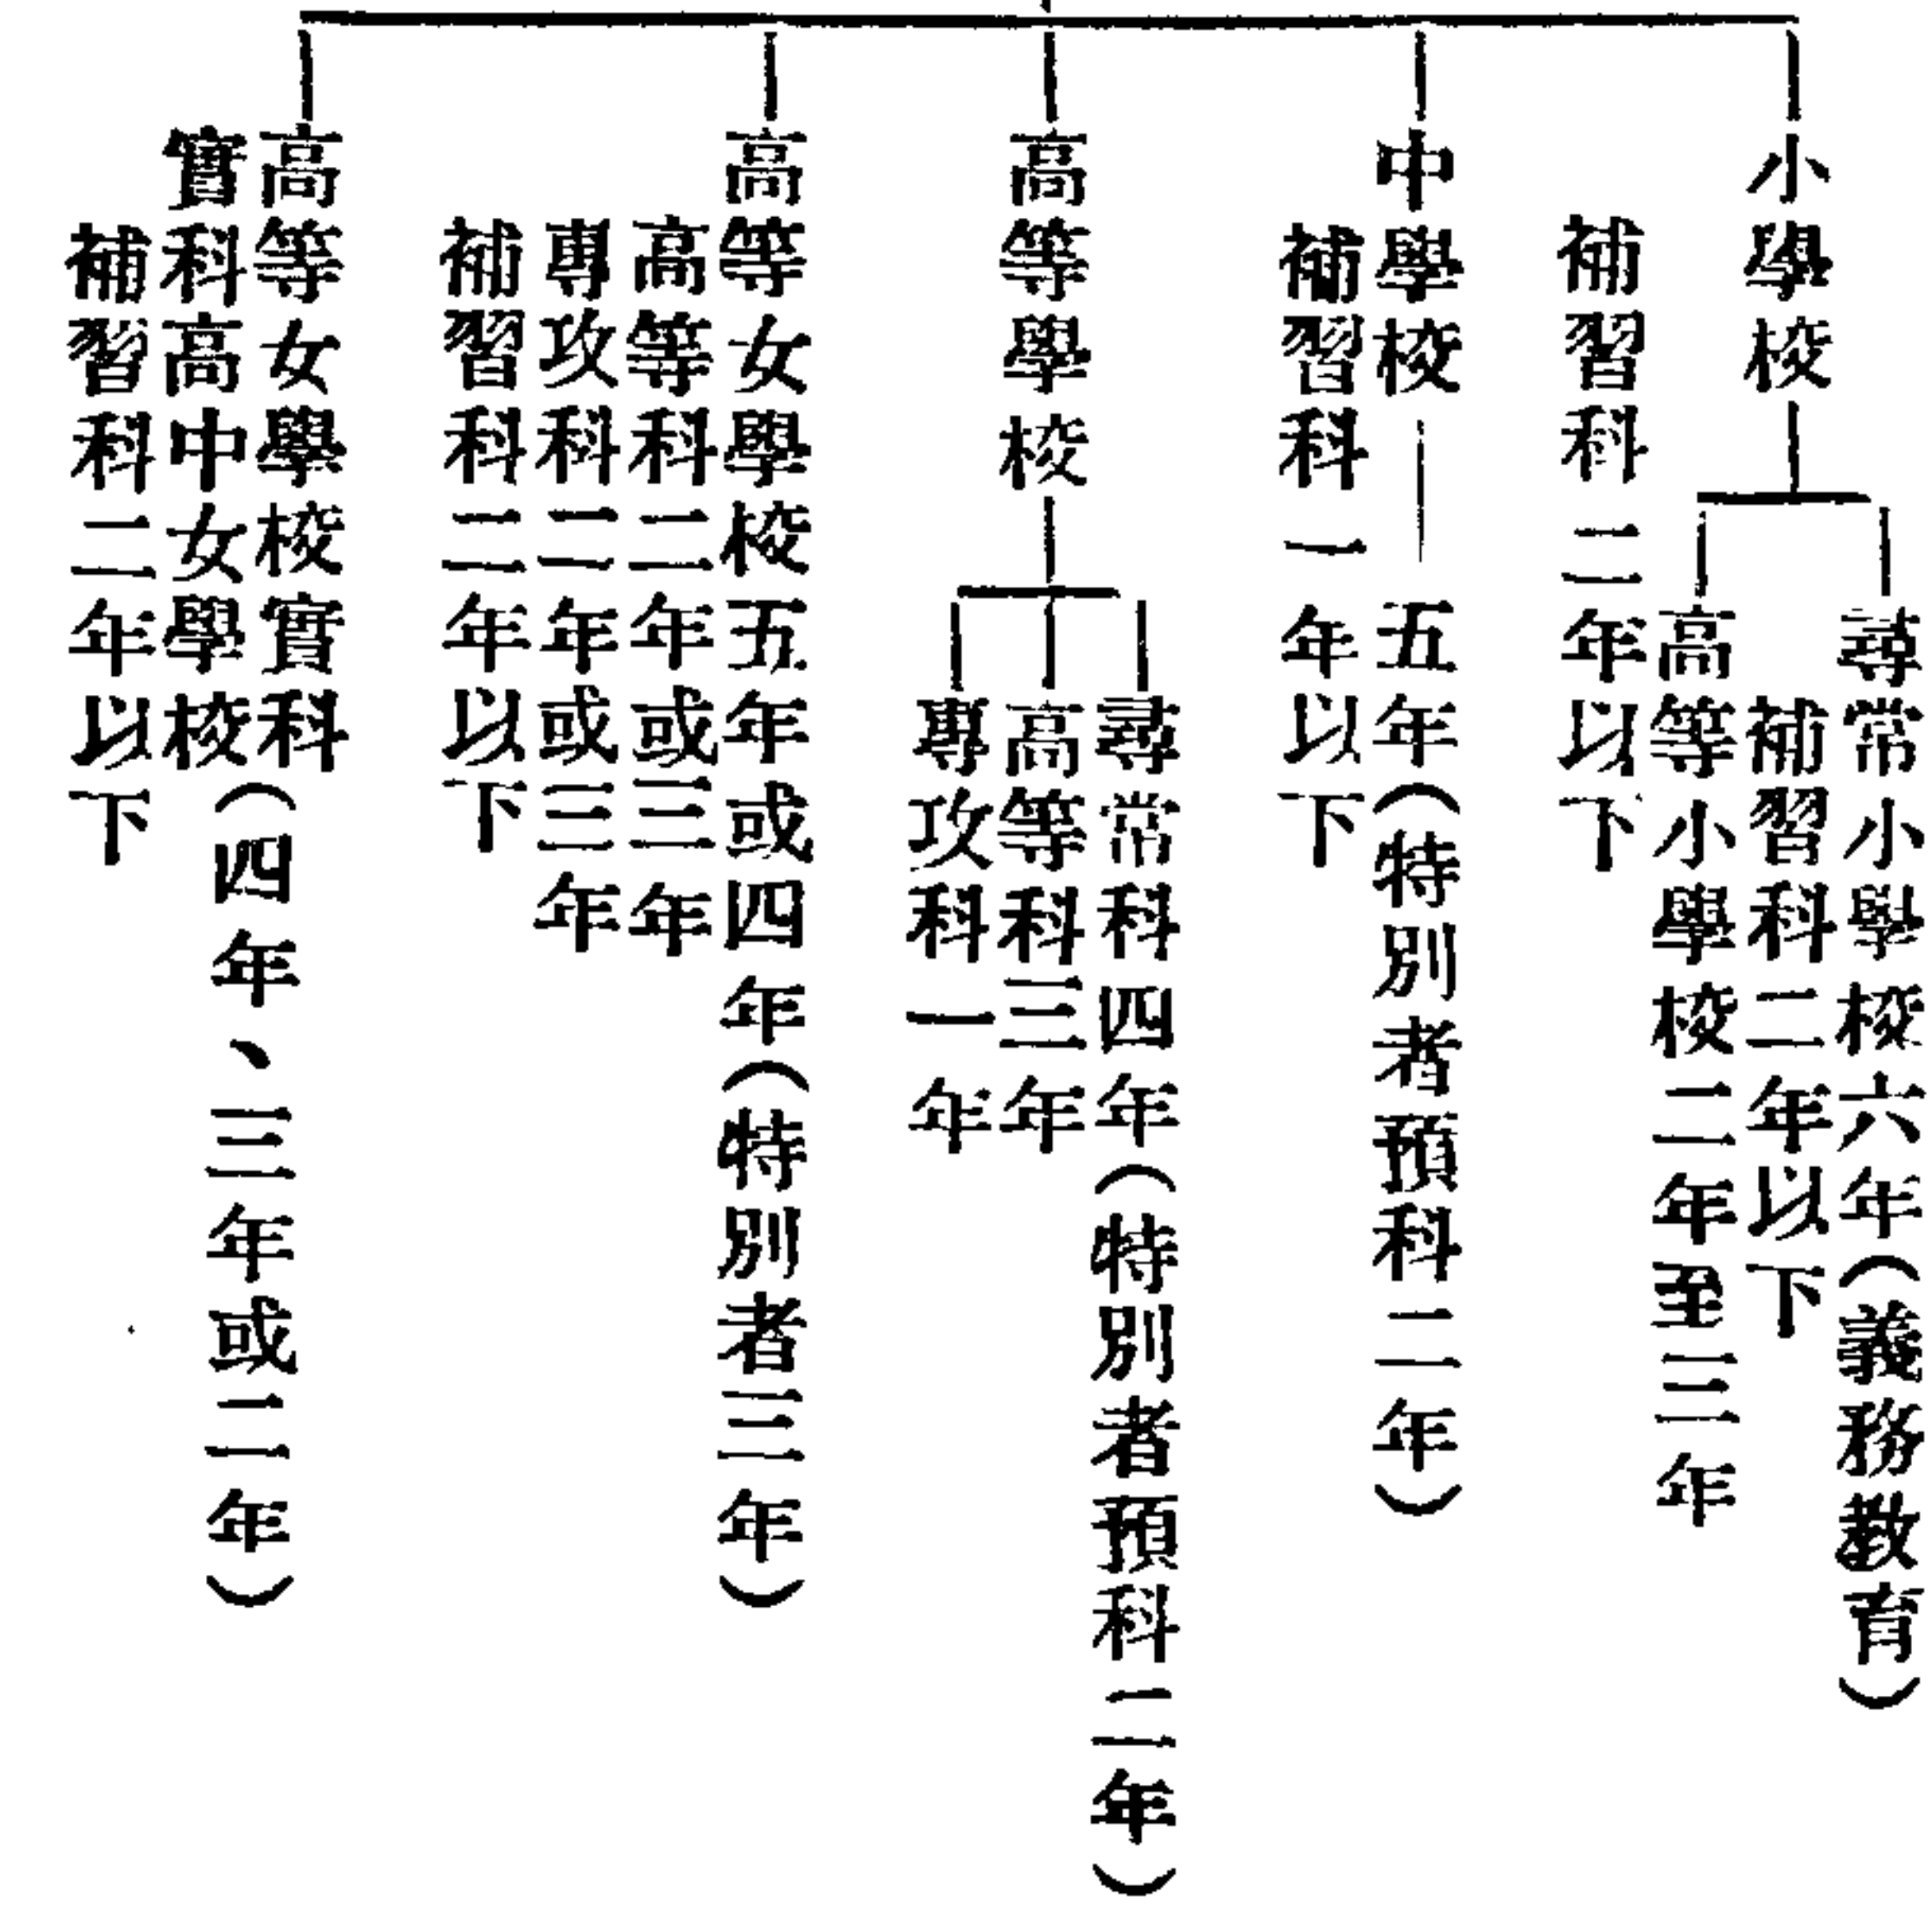 小學校
尋常小學校六年（義務教育）
補習科二年以下
高等小學校二年至三年
補習科二年以下
中學校
五年（特別者預科二年）
補習科一年以下
高等學校
尋常科四年（特別者預科二年）
高等科三年
專攻科一年
高等女學校五年或四年（特別者三年）
高等科二年或三年
專攻科二年或三年
補習科二年以下
高等女學校實科
實科高中女學校
（四年、三年或二年）
補習科二年以下